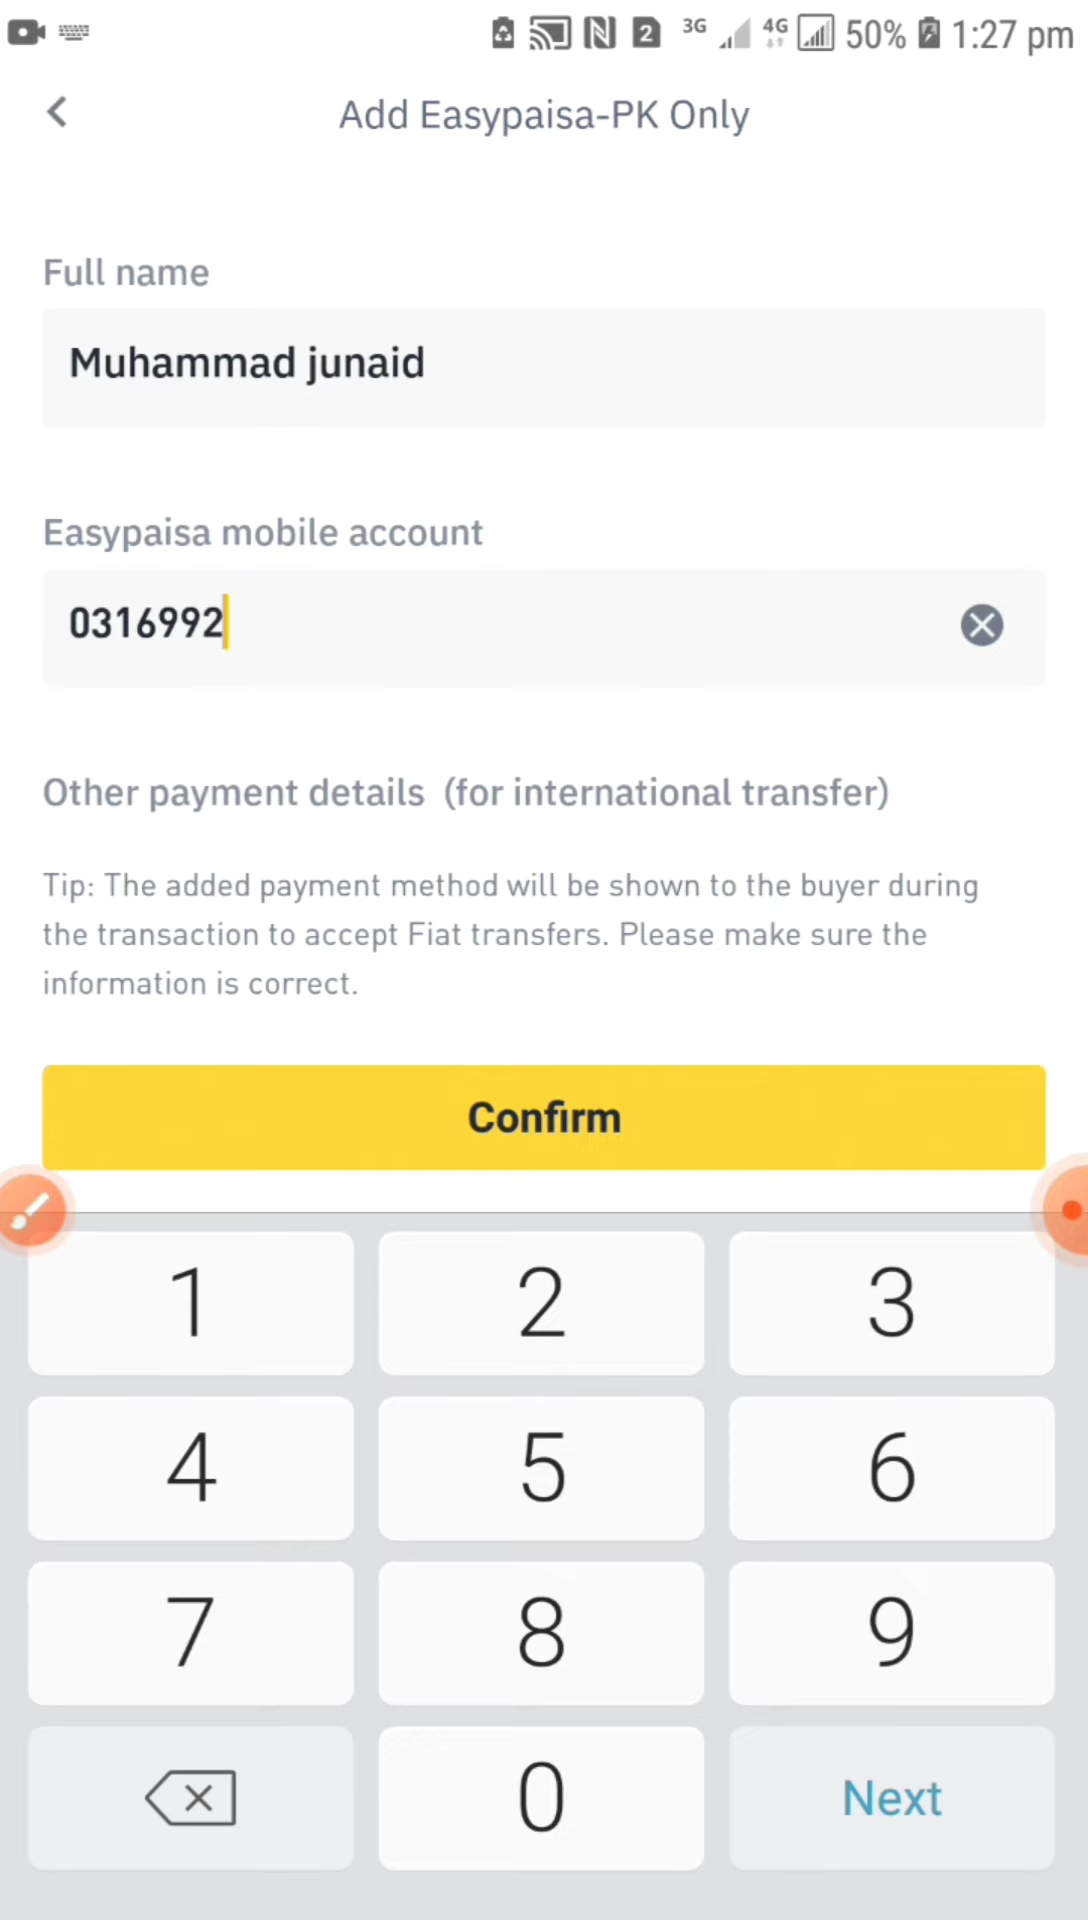 2 3G 4G 50% 1:27 pm
Add Easypaisa-PK Only
Full name
Muhammad junaid
Easypaisa mobile account
0316992
Other payment details (for international transfer)
Tip: The added payment method will be shown to the buyer during
the transaction to accept Fiat transfers. Please make sure the
information is correct.
Confirm
1 2 3
4 5 6
7 8 9
0 Next